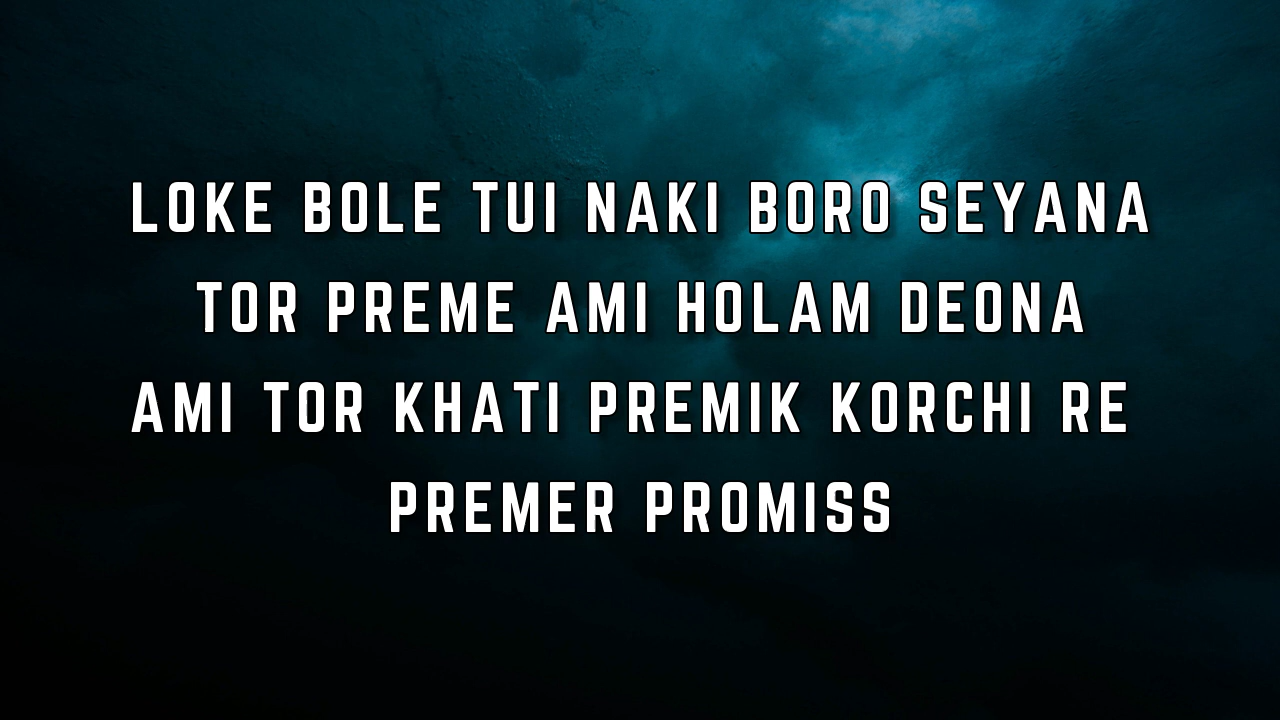 LOKE BOLE TUI NAKI BORO SEYANA
TOR PREME AMI HOLAM DEONA
AMI TOR KHATI PREMIK KORCHI RE
PREMER PROMISS